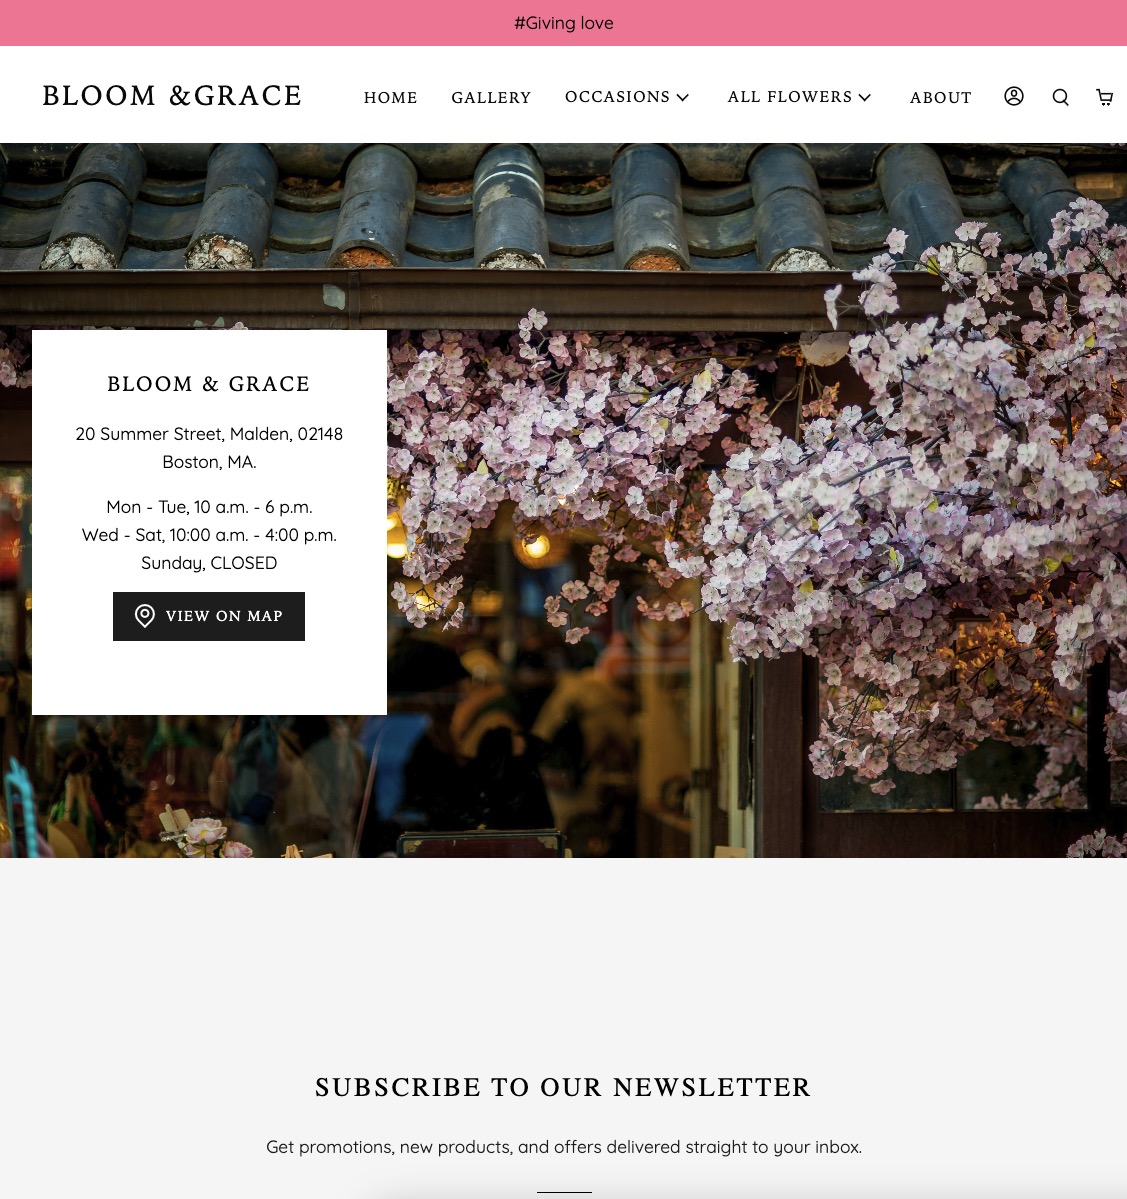 #Giving love
BLOOM &GRACE
HOME
GALLERY
OCCASIONS
ALL FLOWERS
ABOUT
BLOOM & GRACE
20 Summer Street, Malden, 02148
Boston, MA.
Mon - Tue, 10 a.m. - 6 p.m.
Wed - Sat, 10:00 a.m. - 4:00 p.m.
Sunday, CLOSED
VIEW ON MAP
SUBSCRIBE TO OUR NEWSLETTER
Get promotions, new products, and offers delivered straight to your inbox.